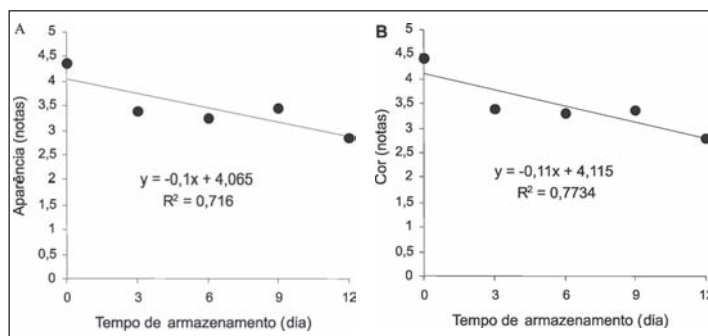 A
5
4,5
4
3,5
3
2,5
2
1,5
1
0,5
0
Aparência (notas)
y = -0,1x + 4,065
R² = 0,716
0 3 6 9 12
Tempo de armazenamento (dia)
B
5
4,5
4
3,5
3
2,5
2
1,5
1
0,5
0
Cor (notas)
y = -0,11x + 4,115
R² = 0,7734
0 3 6 9 12
Tempo de armazenamento (dia)